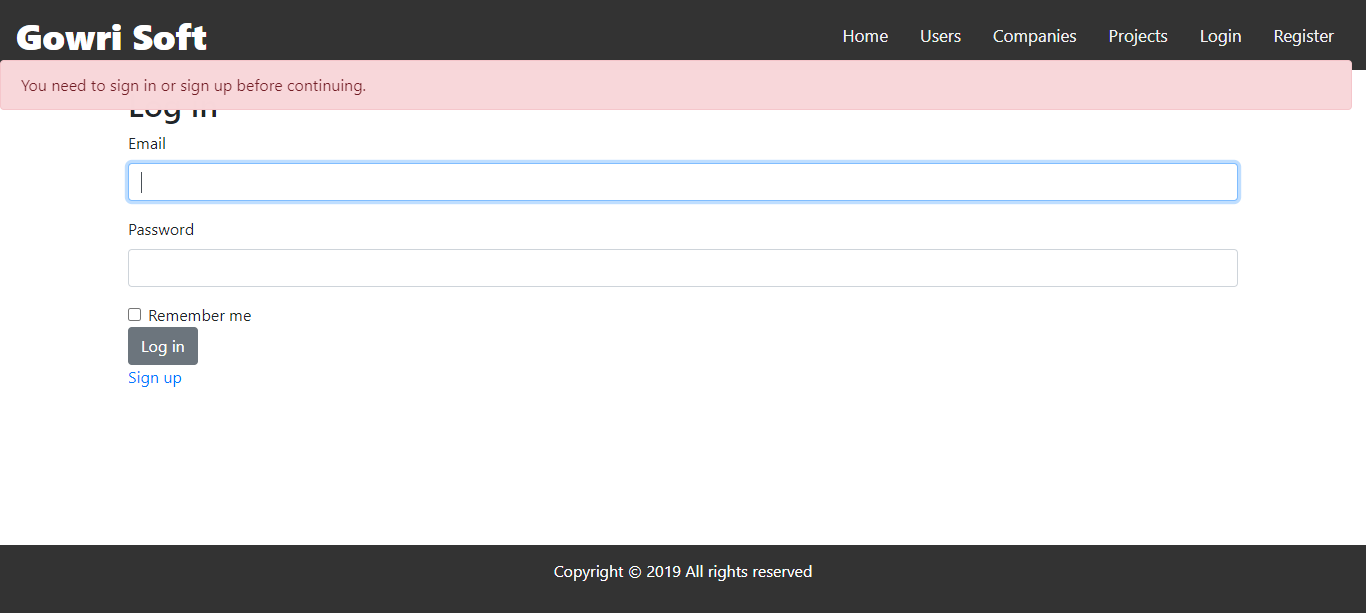 Gowri Soft
Home Users Companies Projects Login Register
You need to sign in or sign up before continuing.
Log in
Email
Password
Remember me
Log in
Sign up
Copyright © 2019 All rights reserved